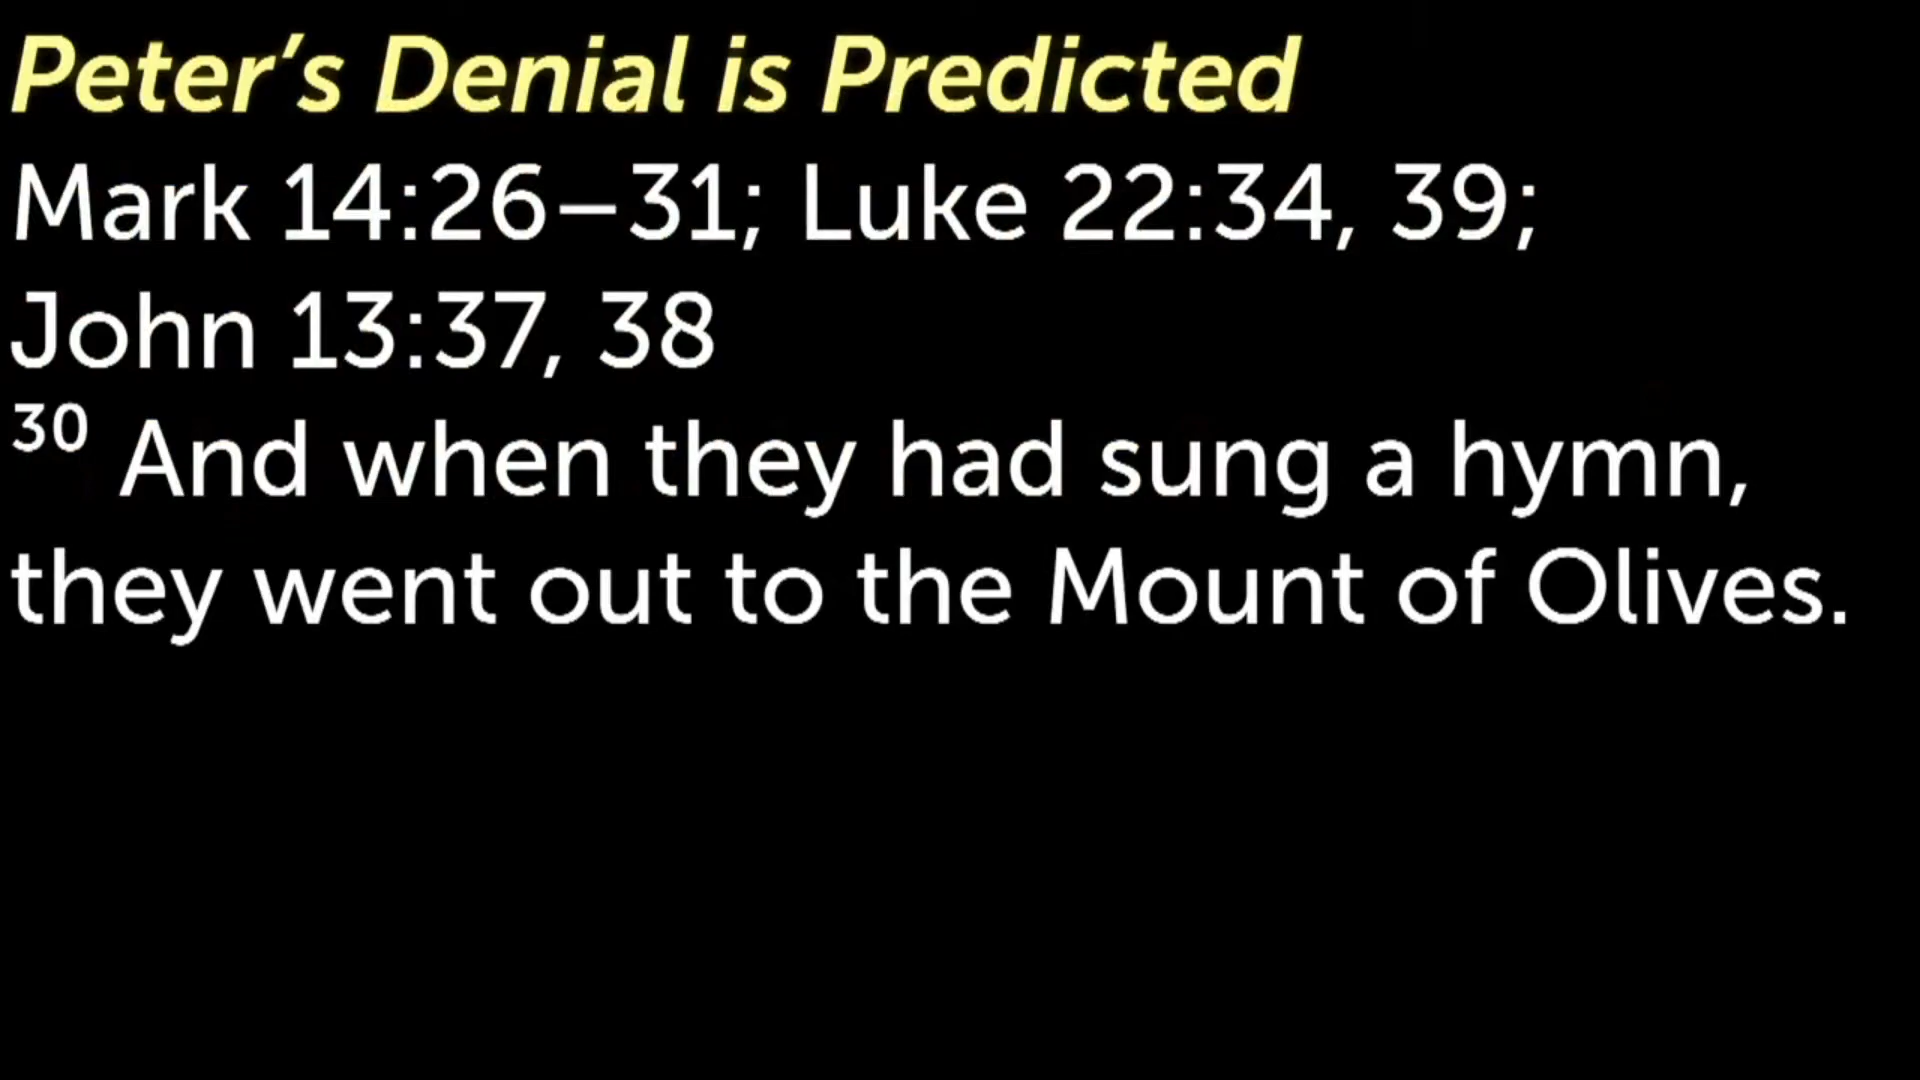 Peter’s Denial is Predicted
Mark 14:26–31; Luke 22:34, 39;
John 13:37, 38
30 And when they had sung a hymn,
they went out to the Mount of Olives.